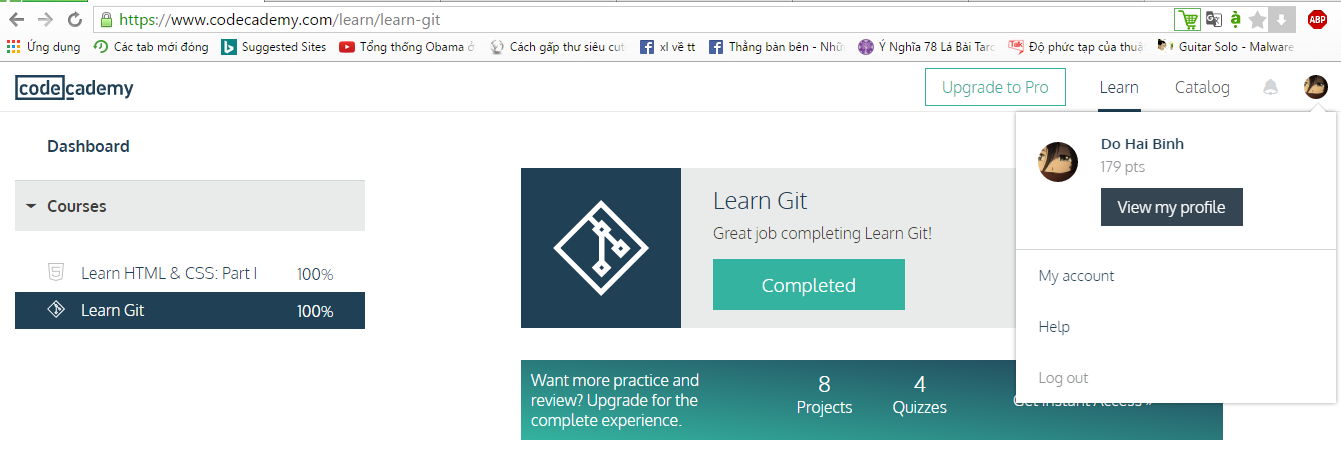 https://www.codecademy.com/learn/learn-git
ABP
Ứng dụng Các tab mới đóng Suggested Sites Tổng thống Obama ở Cách gấp thư siêu cut xl về tt Thằng bàn bên - Nhữ Ý Nghĩa 78 Lá Bài Taro Độ phức tạp của thuậ Guitar Solo - Malware
codecademy
Upgrade to Pro Learn Catalog
Dashboard
Do Hai Binh
179 pts
View my profile
Courses
Learn Git
Great job completing Learn Git!
Completed
Learn HTML & CSS: Part I 100%
Learn Git 100%
My account
Help
Log out
Want more practice and
review? Upgrade for the
complete experience.
8
Projects
4
Quizzes
Get Instant Access »